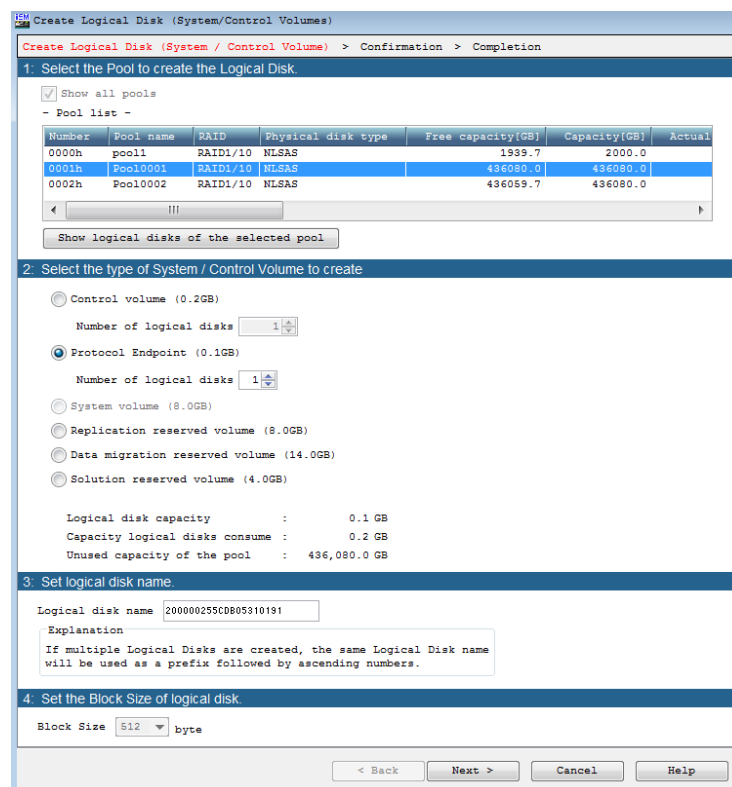 Create Logical Disk (System/Control Volumes)
Create Logical Disk (System / Control Volume) > Confirmation > Completion
1: Select the Pool to create the Logical Disk.
Show all pools
- Pool list -
Number Pool name RAID Physical disk type Free capacity[GB] Capacity[GB] Actual
0000h pool1 RAID1/10 NLSAS 1939.7 2000.0
0001h Pool0001 RAID1/10 NLSAS 436080.0 436080.0
0002h Pool0002 RAID1/10 NLSAS 436059.7 436080.0
Show logical disks of the selected pool
2: Select the type of System / Control Volume to create
Control volume (0.2GB)
Number of logical disks 1
Protocol Endpoint (0.1GB)
Number of logical disks 1
System volume (8.0GB)
Replication reserved volume (8.0GB)
Data migration reserved volume (14.0GB)
Solution reserved volume (4.0GB)
Logical disk capacity : 0.1 GB
Capacity logical disks consume : 0.2 GB
Unused capacity of the pool : 436,080.0 GB
3: Set logical disk name.
Logical disk name 200000255CDB05310191
Explanation
If multiple Logical Disks are created, the same Logical Disk name
will be used as a prefix followed by ascending numbers.
4: Set the Block Size of logical disk.
Block Size 512 byte
< Back Next > Cancel Help